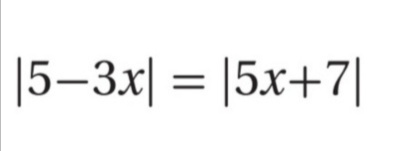 |5−3x| = |5x+7|